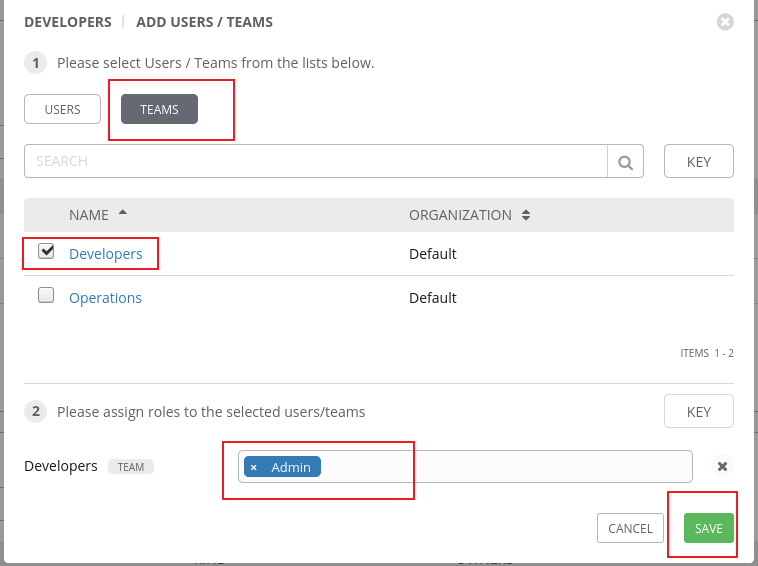 DEVELOPERS | ADD USERS / TEAMS
1 Please select Users / Teams from the lists below.
USERS TEAMS
SEARCH KEY
NAME ORGANIZATION
Developers Default
Operations Default
ITEMS 1 - 2
2 Please assign roles to the selected users/teams KEY
Developers TEAM × Admin ×
CANCEL SAVE